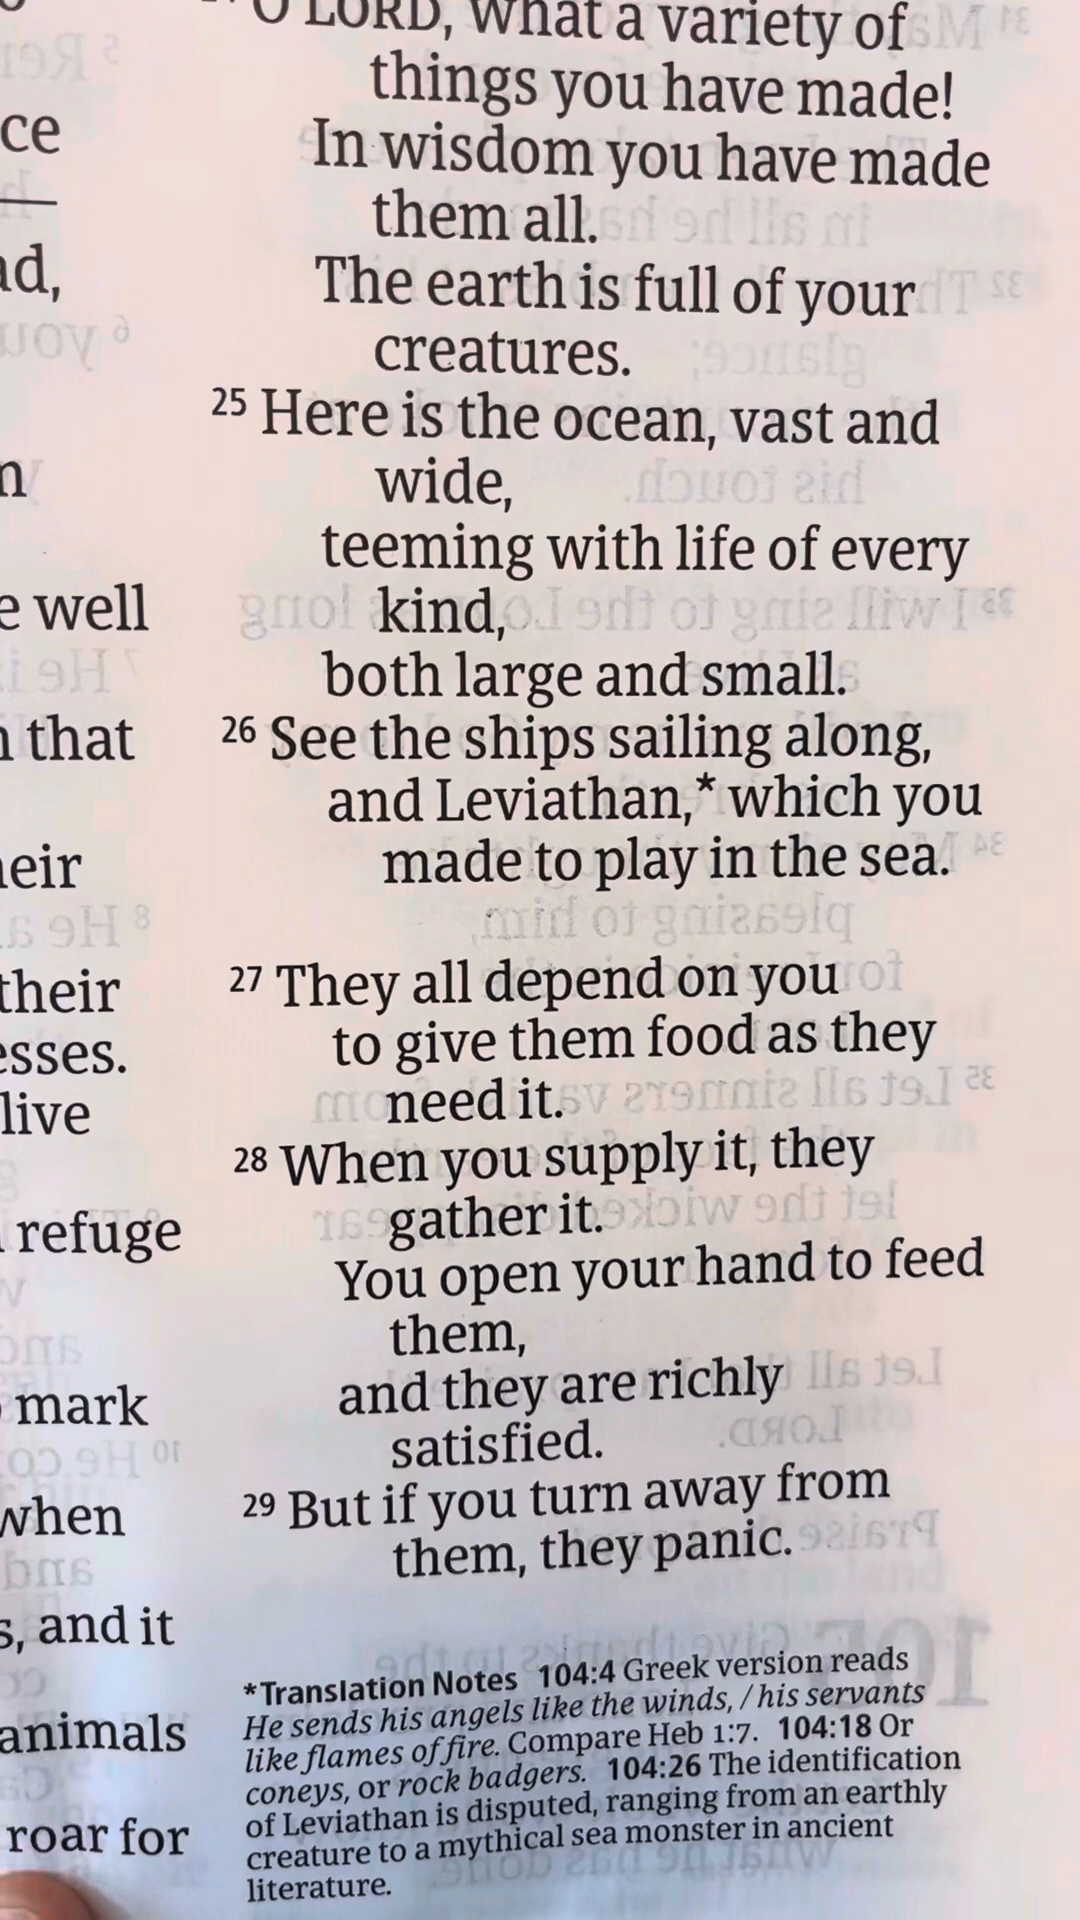 ce
ad,
e well
that
their
esses.
live
refuge
mark
when
s, and it
animals
roar for
O LORD, what a variety of
things you have made!
In wisdom you have made
them all.
The earth is full of your
creatures.
25 Here is the ocean, vast and
wide,
teeming with life of every
kind,
both large and small.
26 See the ships sailing along,
and Leviathan,* which you
made to play in the sea.
27 They all depend on you
to give them food as they
need it.
28 When you supply it, they
gather it.
You open your hand to feed
them,
and they are richly
satisfied.
29 But if you turn away from
them, they panic.
*Translation Notes 104:4 Greek version reads
He sends his angels like the winds, / his servants
like flames of fire. Compare Heb 1:7. 104:18 Or
coneys, or rock badgers. 104:26 The identification
of Leviathan is disputed, ranging from an earthly
creature to a mythical sea monster in ancient
literature.